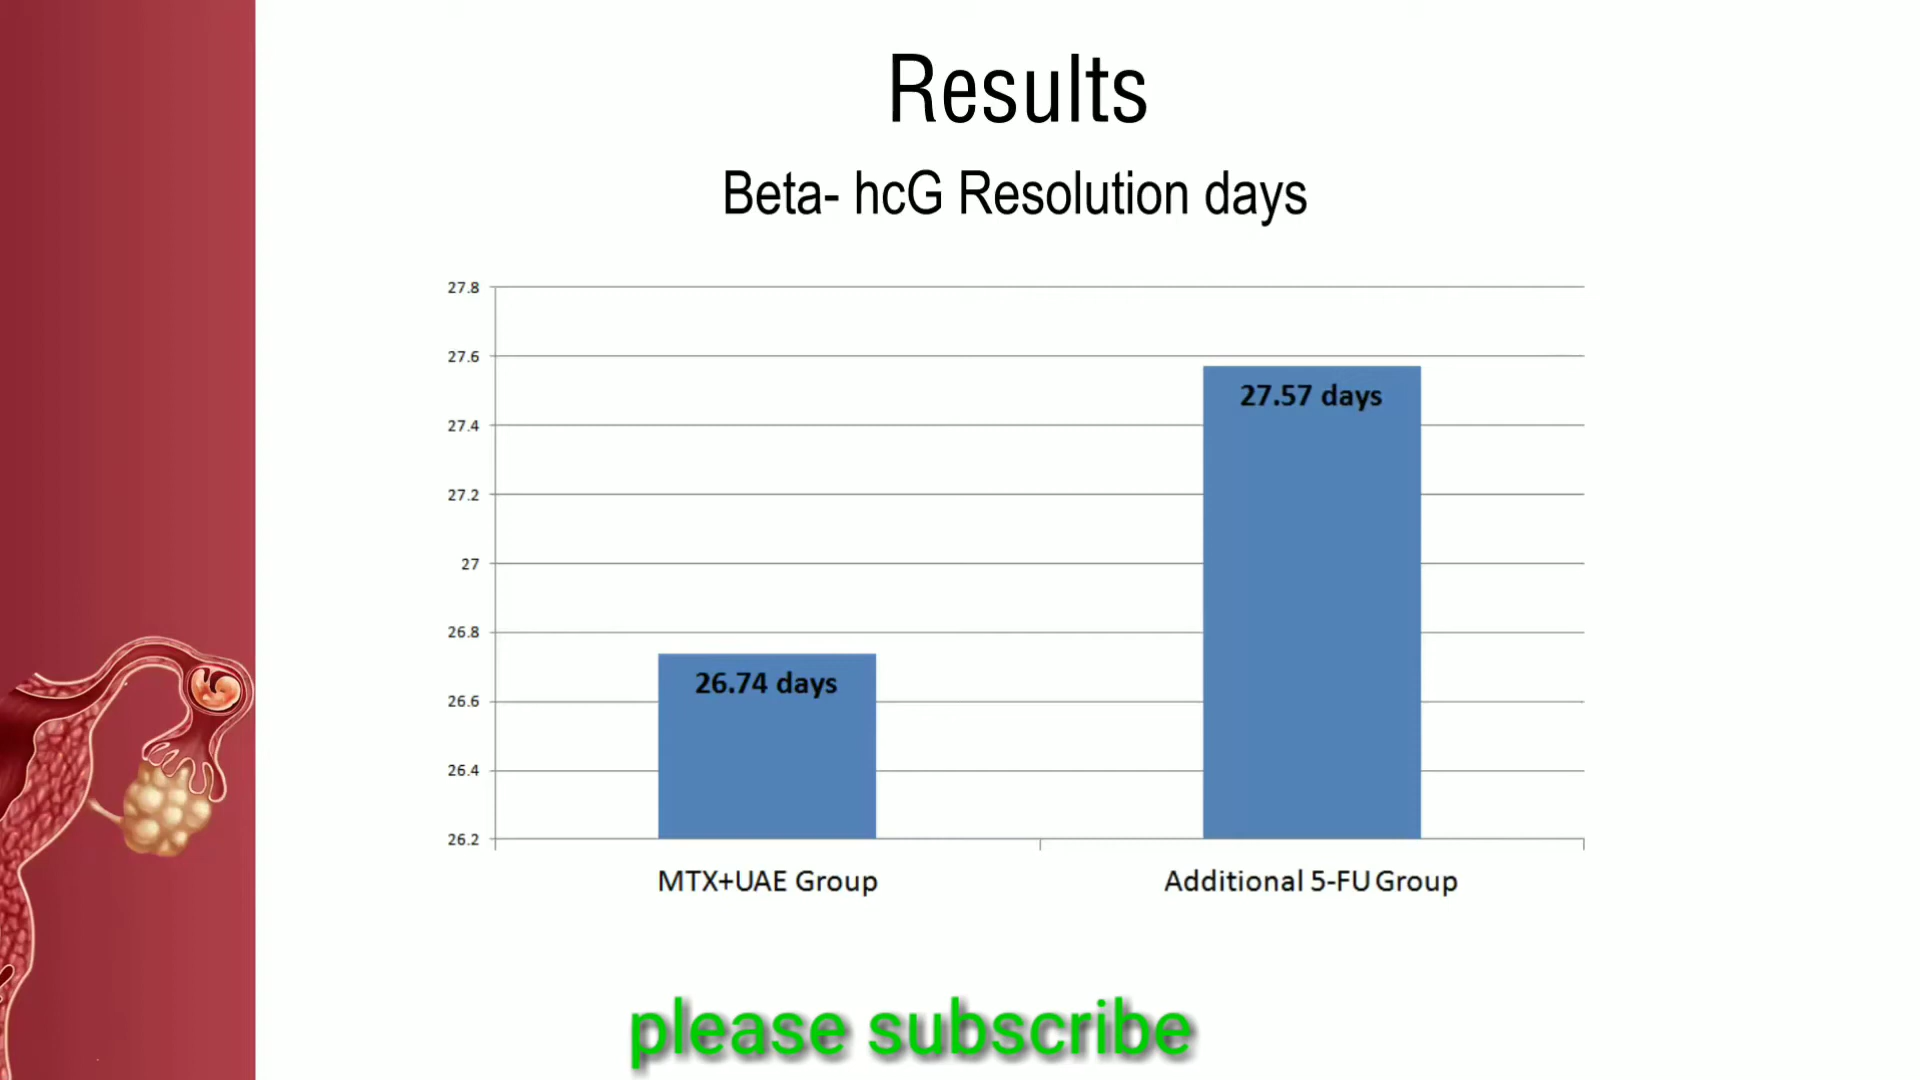 Results
Beta- hcG Resolution days
27.8
27.6
27.4
27.2
27
26.8
26.6
26.4
26.2
27.57 days
26.74 days
MTX+UAE Group
Additional 5-FU Group
please subscribe